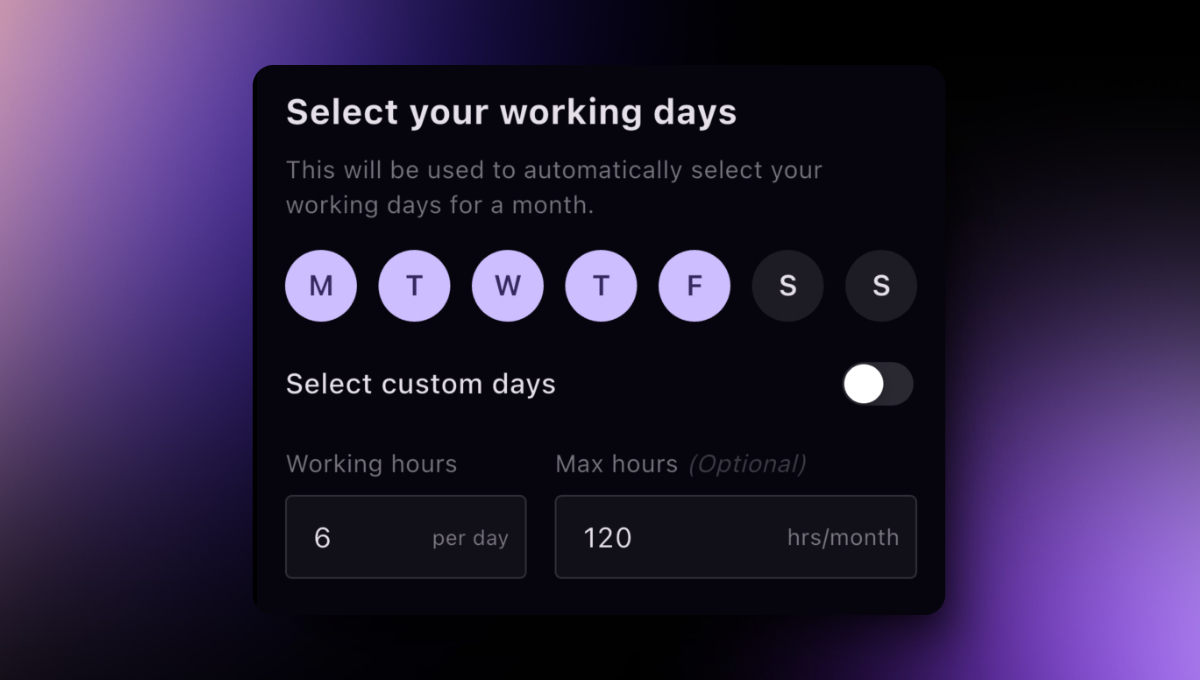 Select your working days
This will be used to automatically select your
working days for a month.
M T W T F S S
Select custom days
Working hours Max hours (Optional)
6 per day 120 hrs/month